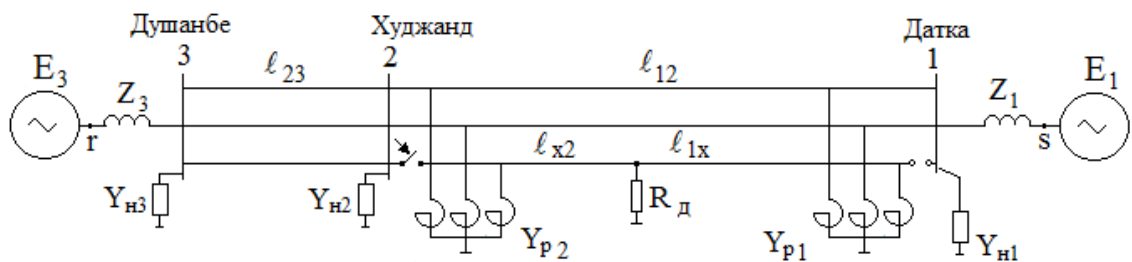 Душанбе Худжанд Датка
3 2 1
E3 Z3 ℓ23 ℓ12 Z1 E1
r ℓx2 ℓ1x s
Yн3 Yн2 Yр2 Rд Yр1 Yн1